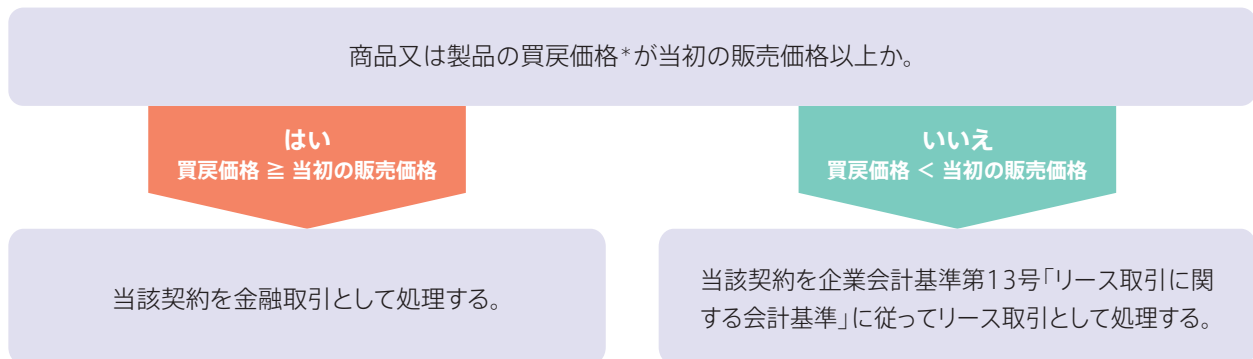 商品又は製品の買戻価格*が当初の販売価格以上か。
はい
買戻価格 ≧ 当初の販売価格
いいえ
買戻価格 < 当初の販売価格
当該契約を金融取引として処理する。
当該契約を企業会計基準第13号「リース取引に関
する会計基準」に従ってリース取引として処理する。